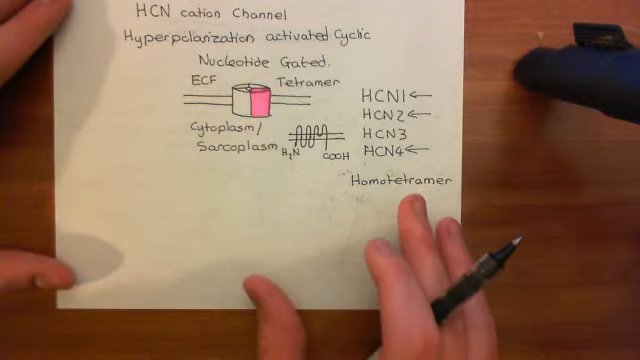 HCN cation Channel
Hyperpolarization activated Cyclic
Nucleotide Gated.
ECF
Tetramer
Cytoplasm/
Sarcoplasm
H₂N
COOH
HCN1 ←
HCN2 ←
HCN3
HCN4 ←
Homotetramer